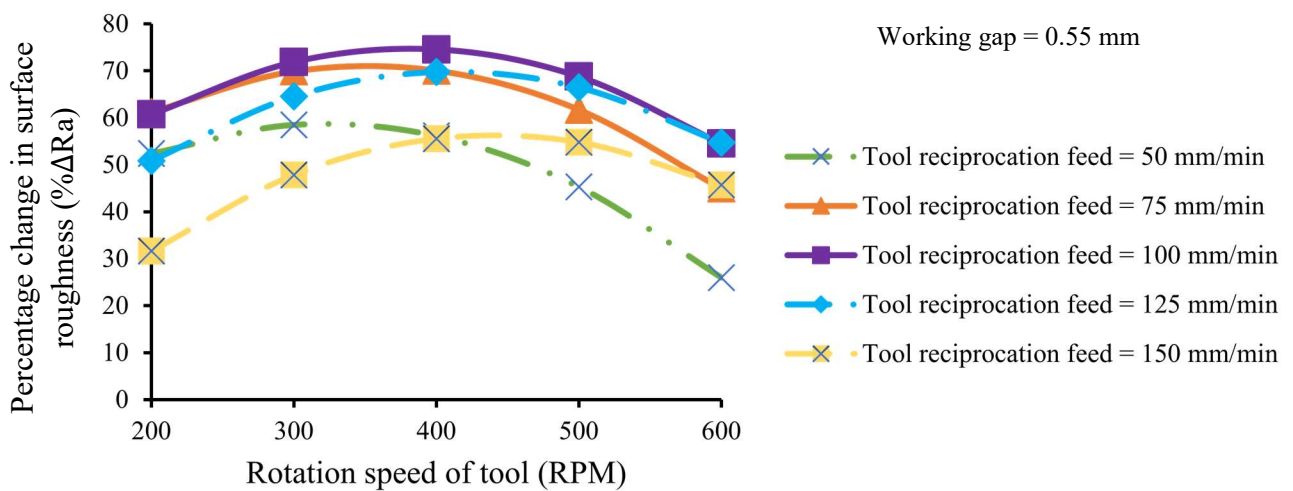 Percentage change in surface
roughness (%ΔRa)
80
70
60
50
40
30
20
10
0
200 300 400 500 600
Rotation speed of tool (RPM)
Working gap = 0.55 mm
Tool reciprocation feed = 50 mm/min
Tool reciprocation feed = 75 mm/min
Tool reciprocation feed = 100 mm/min
Tool reciprocation feed = 125 mm/min
Tool reciprocation feed = 150 mm/min